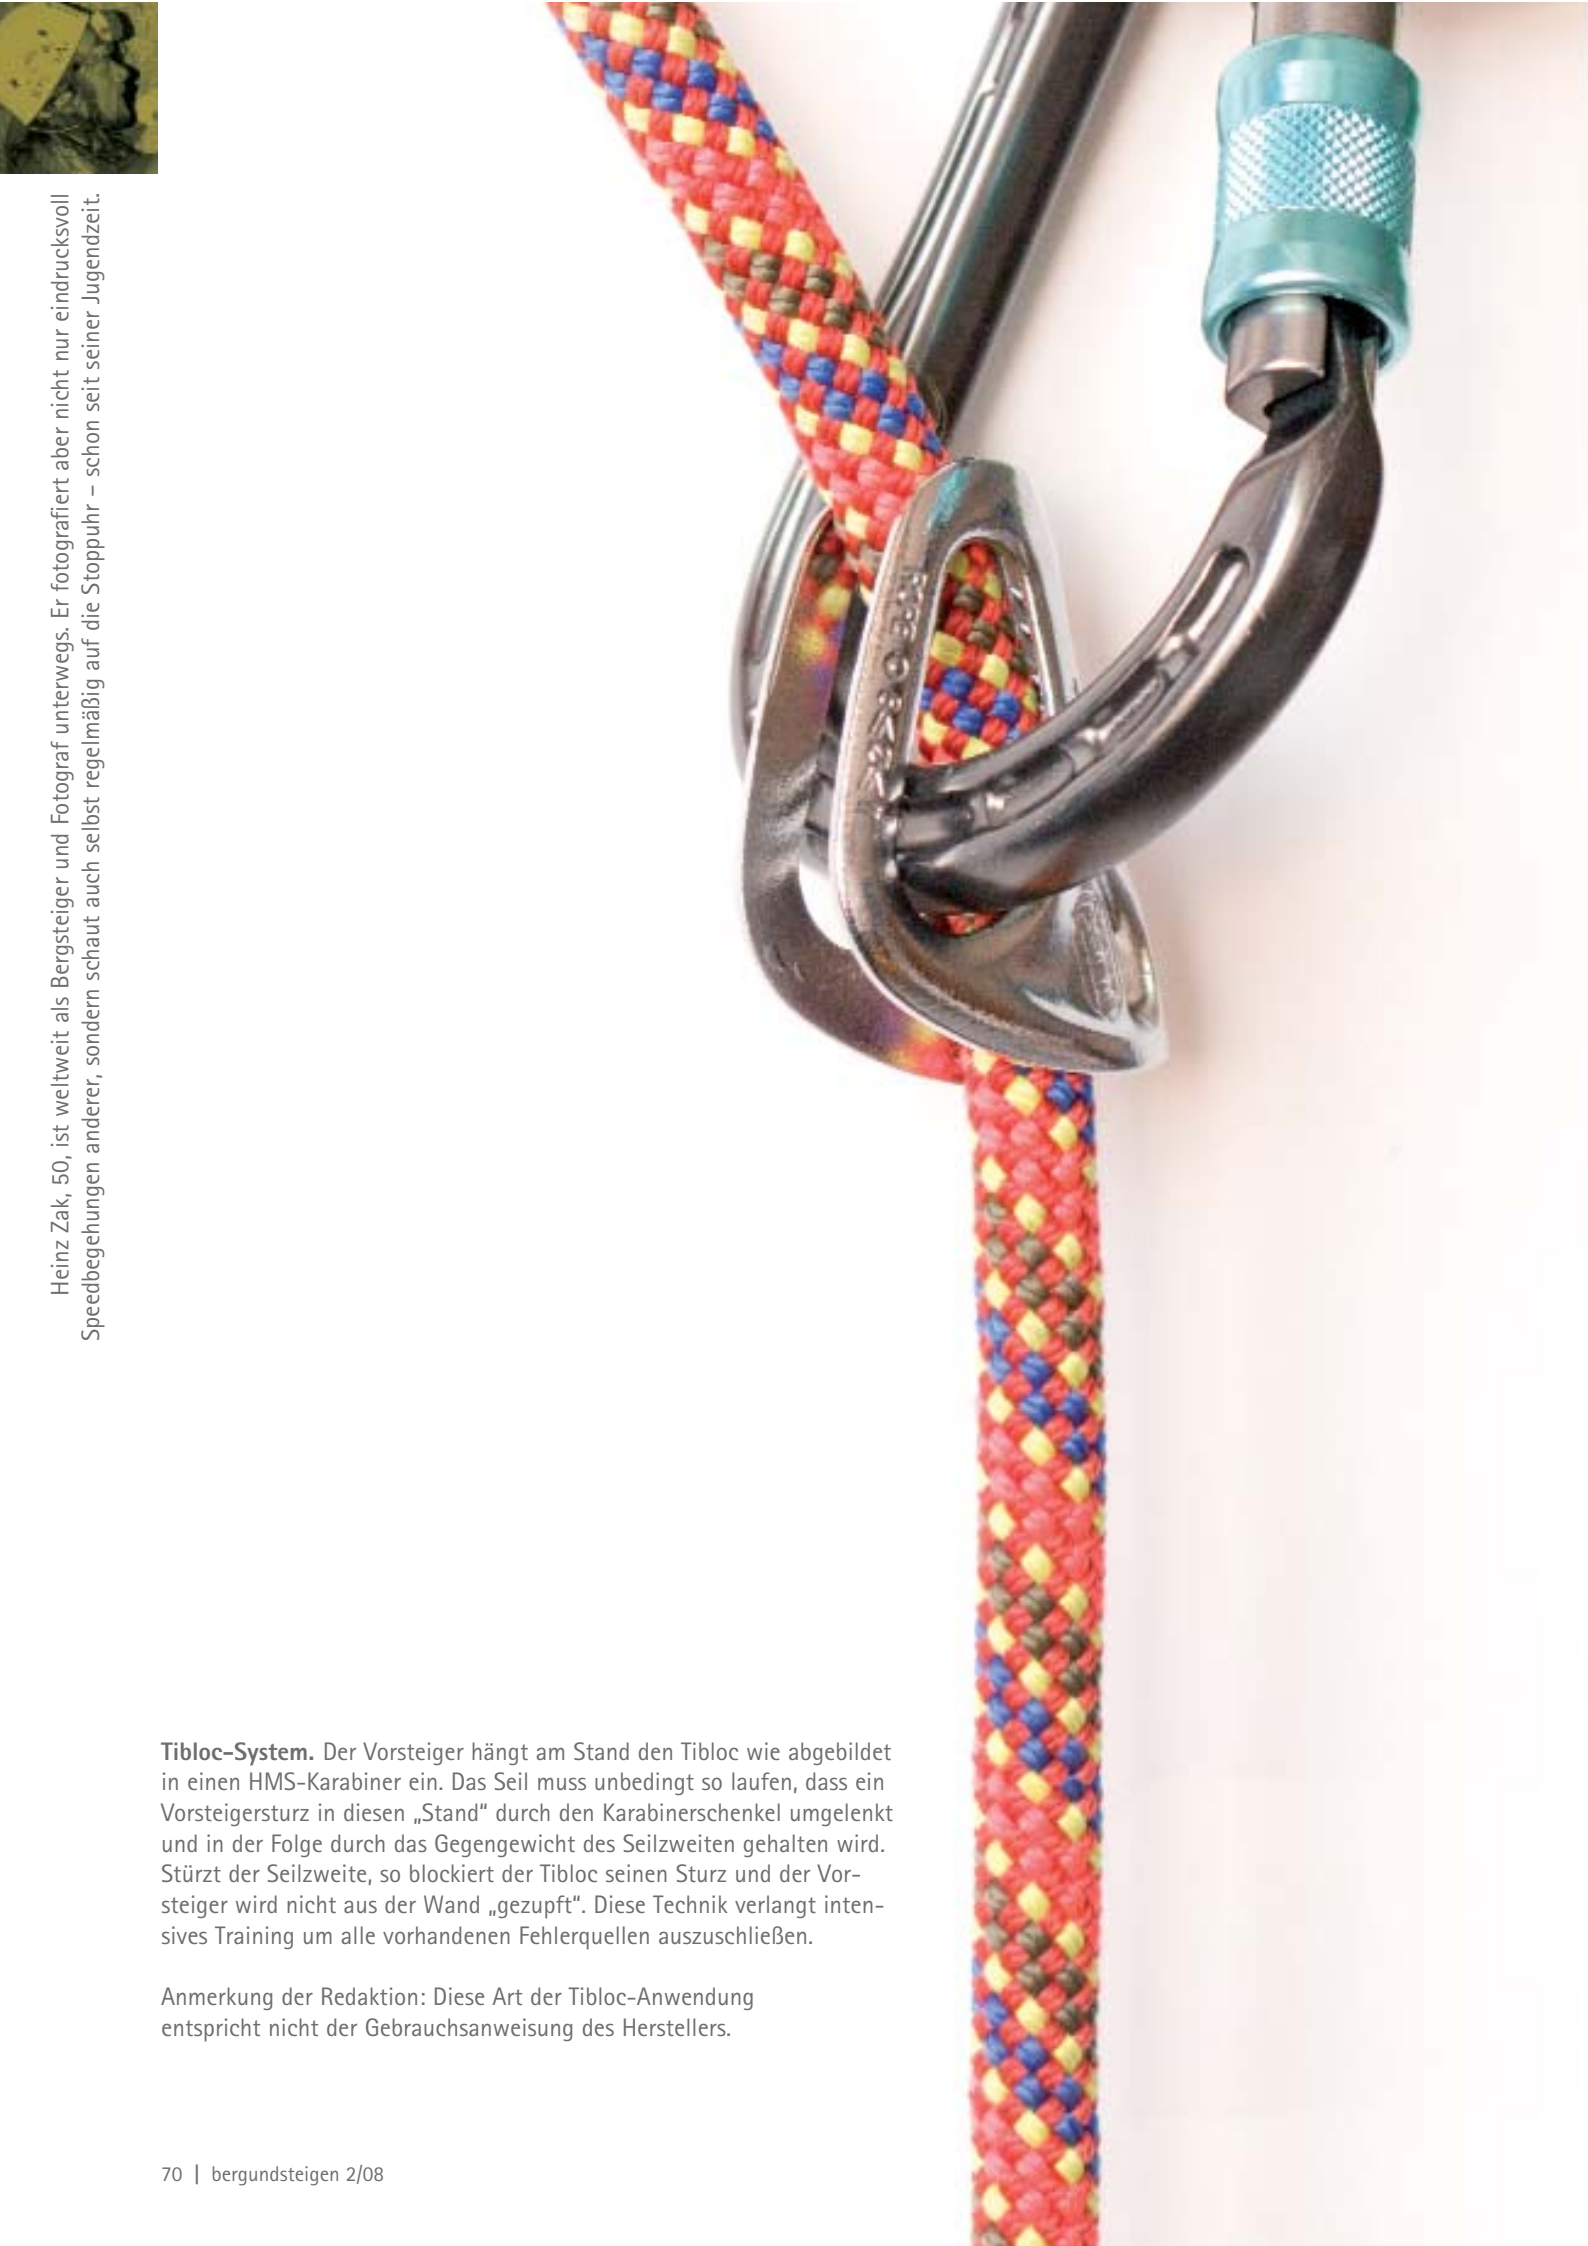 Heinz Zak, 50, ist weltweit als Bergsteiger und Fotograf unterwegs. Er fotografiert aber nicht nur eindrucksvoll
Speedbegehungen anderer, sondern schaut auch selbst regelmäßig auf die Stoppuhr – schon seit seiner Jugendzeit.
Tibloc-System. Der Vorsteiger hängt am Stand den Tibloc wie abgebildet
in einen HMS-Karabiner ein. Das Seil muss unbedingt so laufen, dass ein
Vorsteigersturz in diesen „Stand“ durch den Karabinerschenkel umgelenkt
und in der Folge durch das Gegengewicht des Seilzweiten gehalten wird.
Stürzt der Seilzweite, so blockiert der Tibloc seinen Sturz und der Vor-
steiger wird nicht aus der Wand „gezupft“. Diese Technik verlangt inten-
sives Training um alle vorhandenen Fehlerquellen auszuschließen.
Anmerkung der Redaktion: Diese Art der Tibloc-Anwendung
entspricht nicht der Gebrauchsanweisung des Herstellers.
70 | bergundsteigen 2/08